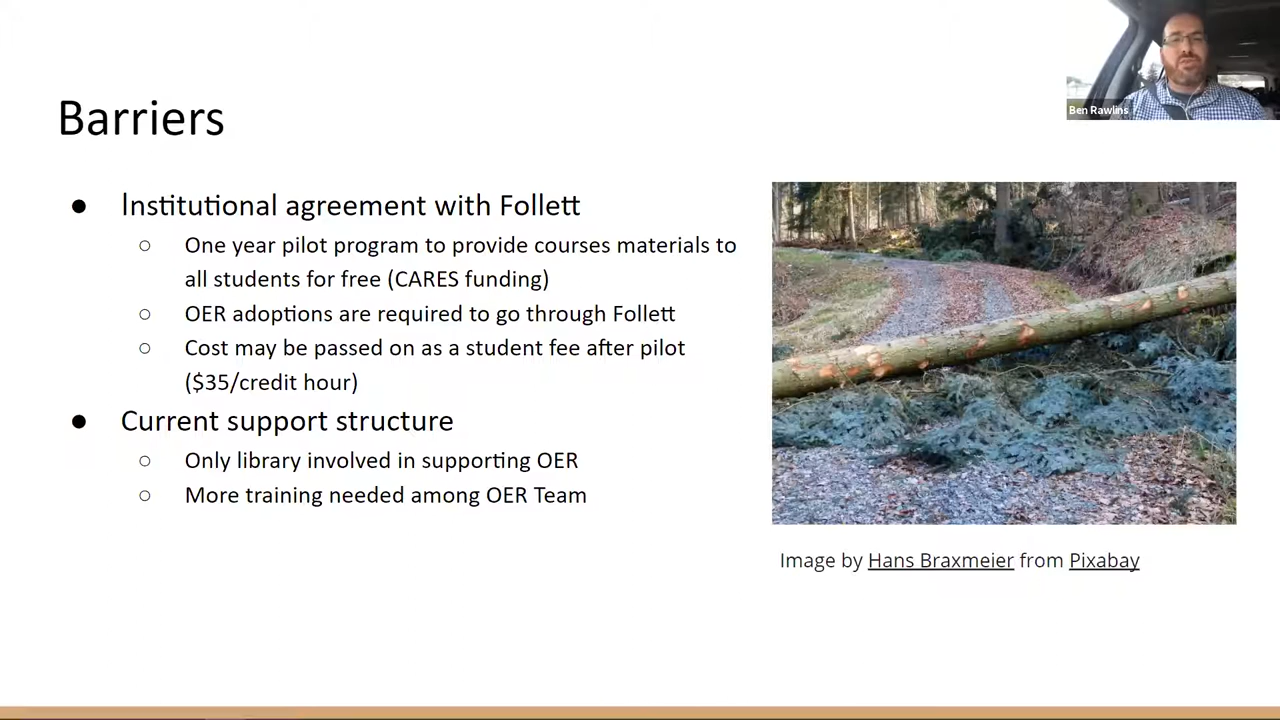 Ben Rawlins
Barriers
● Institutional agreement with Follett
○ One year pilot program to provide courses materials to
all students for free (CARES funding)
○ OER adoptions are required to go through Follett
○ Cost may be passed on as a student fee after pilot
($35/credit hour)
● Current support structure
○ Only library involved in supporting OER
○ More training needed among OER Team
Image by Hans Braxmeier from Pixabay